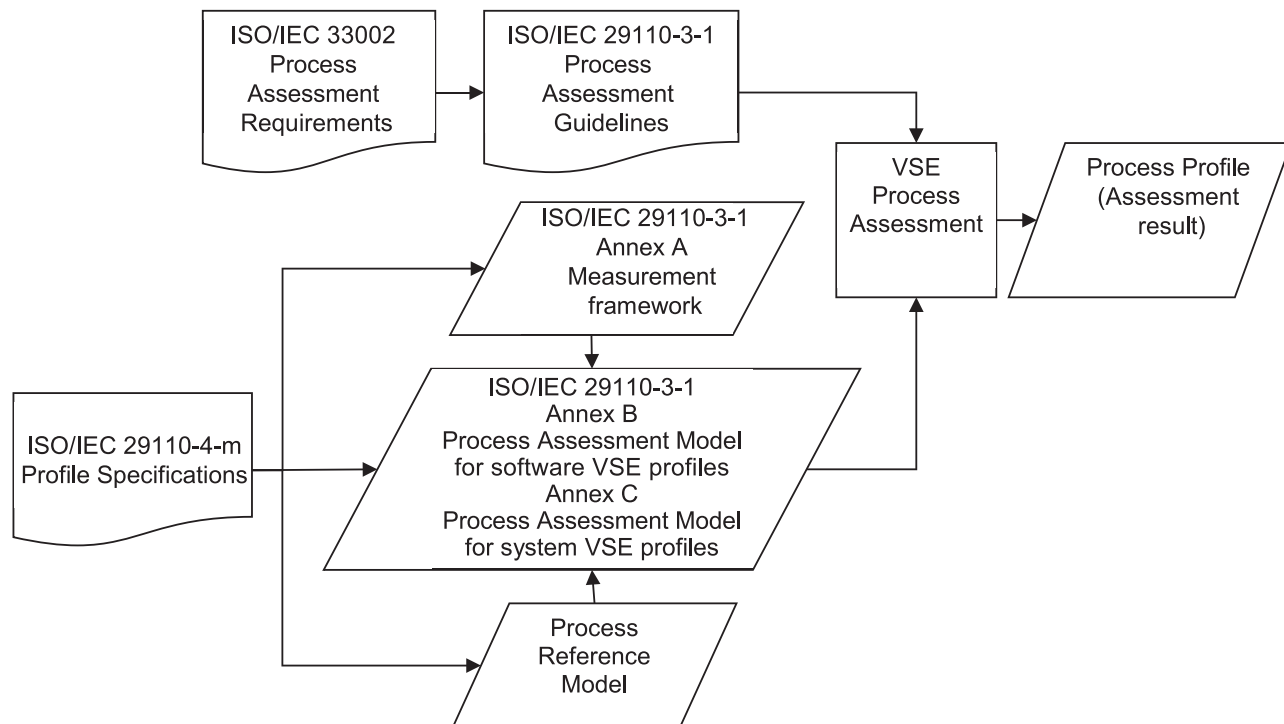 ISO/IEC 33002
Process
Assessment
Requirements
ISO/IEC 29110-3-1
Process
Assessment
Guidelines
VSE
Process
Assessment
Process Profile
(Assessment
result)
ISO/IEC 29110-3-1
Annex A
Measurement
framework
ISO/IEC 29110-4-m
Profile Specifications
ISO/IEC 29110-3-1
Annex B
Process Assessment Model
for software VSE profiles
Annex C
Process Assessment Model
for system VSE profiles
Process
Reference
Model